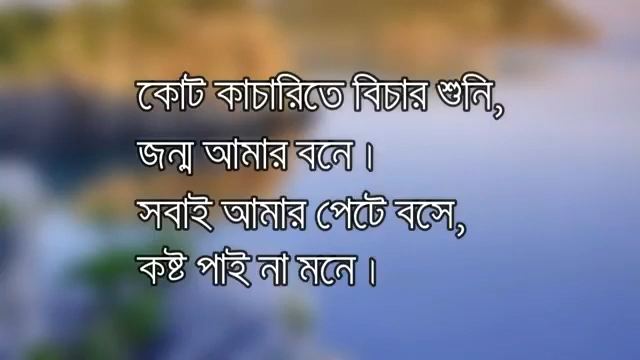 কোট কাচারিতে বিচার শুনি,
জন্ম আমার বনে।
সবাই আমার পেটে বসে,
কষ্ট পাই না মনে।